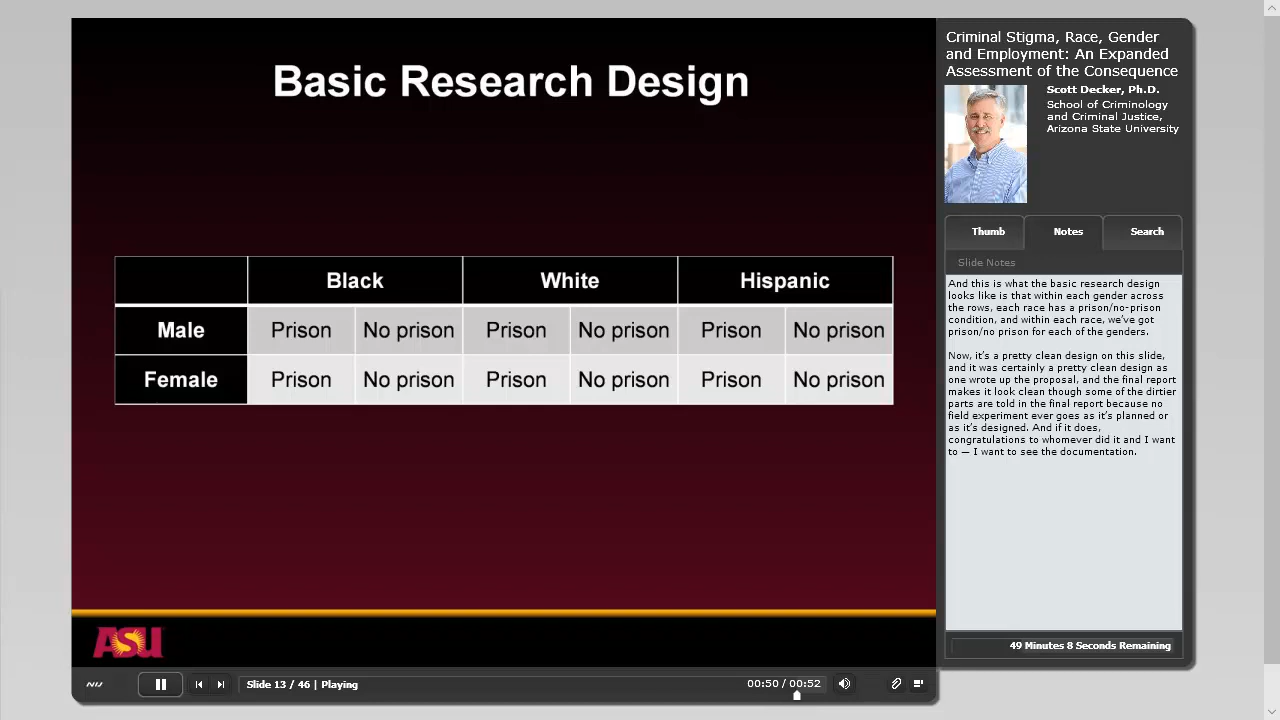 Basic Research Design
Black White Hispanic
Male Prison No prison Prison No prison Prison No prison
Female Prison No prison Prison No prison Prison No prison
ASU
Slide 13 / 46 | Playing
00:50 / 00:52
Criminal Stigma, Race, Gender
and Employment: An Expanded
Assessment of the Consequence
Scott Decker, Ph.D.
School of Criminology
and Criminal Justice,
Arizona State University
Thumb Notes Search
Slide Notes
And this is what the basic research design
looks like is that within each gender across
the rows, each race has a prison/no-prison
condition, and within each race, we've got
prison/no prison for each of the genders.
Now, it's a pretty clean design on this slide,
and it was certainly a pretty clean design as
one wrote up the proposal, and the final report
makes it look clean though some of the dirtier
parts are told in the final report because no
field experiment ever goes as it's planned or
as it's designed. And if it does,
congratulations to whomever did it and I want
to — I want to see the documentation.
49 Minutes 8 Seconds Remaining